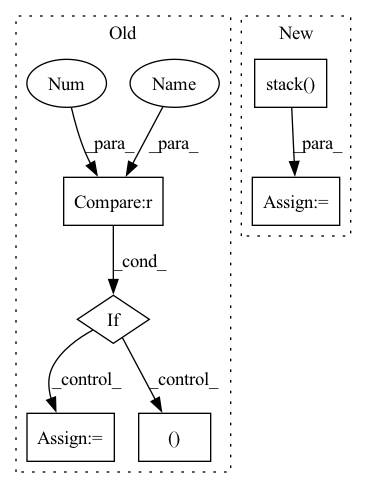 Old
New
Num
Name
stack()
_para_
_para_
_para_
Compare:r
Assign:=
_cond_
If
_control_
_control_
Assign:=
()